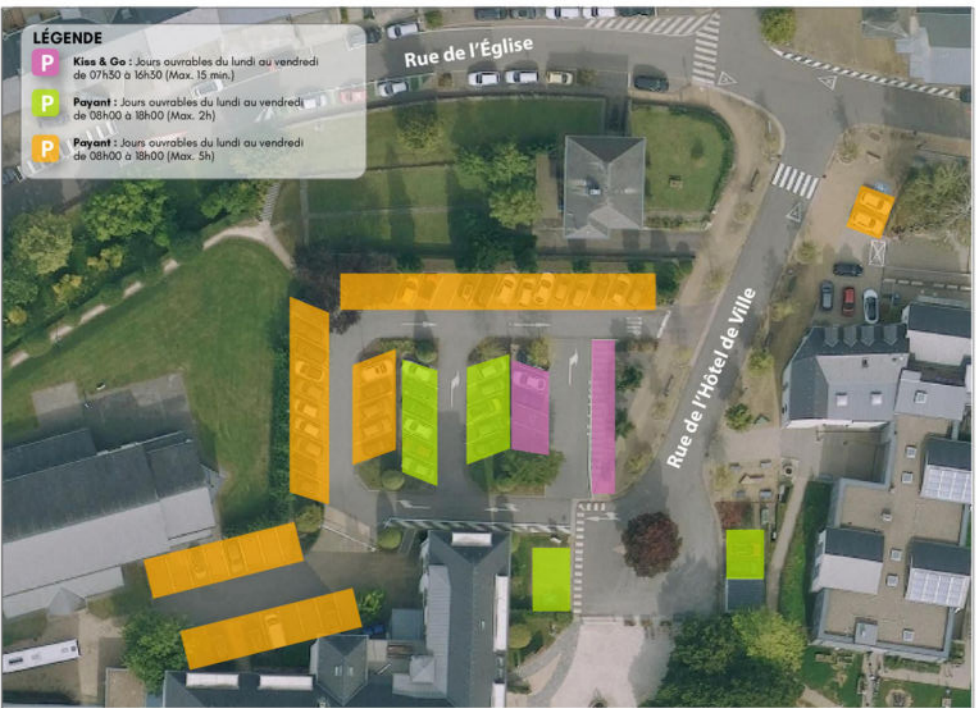 LÉGENDE
P Kiss & Go : Jours ouvrables du lundi au vendredi
de 07h30 à 16h30 (Max. 15 min.)
P Payant : Jours ouvrables du lundi au vendredi
de 08h00 à 18h00 (Max. 2h)
P Payant : Jours ouvrables du lundi au vendredi
de 08h00 à 18h00 (Max. 5h)
Rue de l'Église
Rue de l'Hôtel de Ville